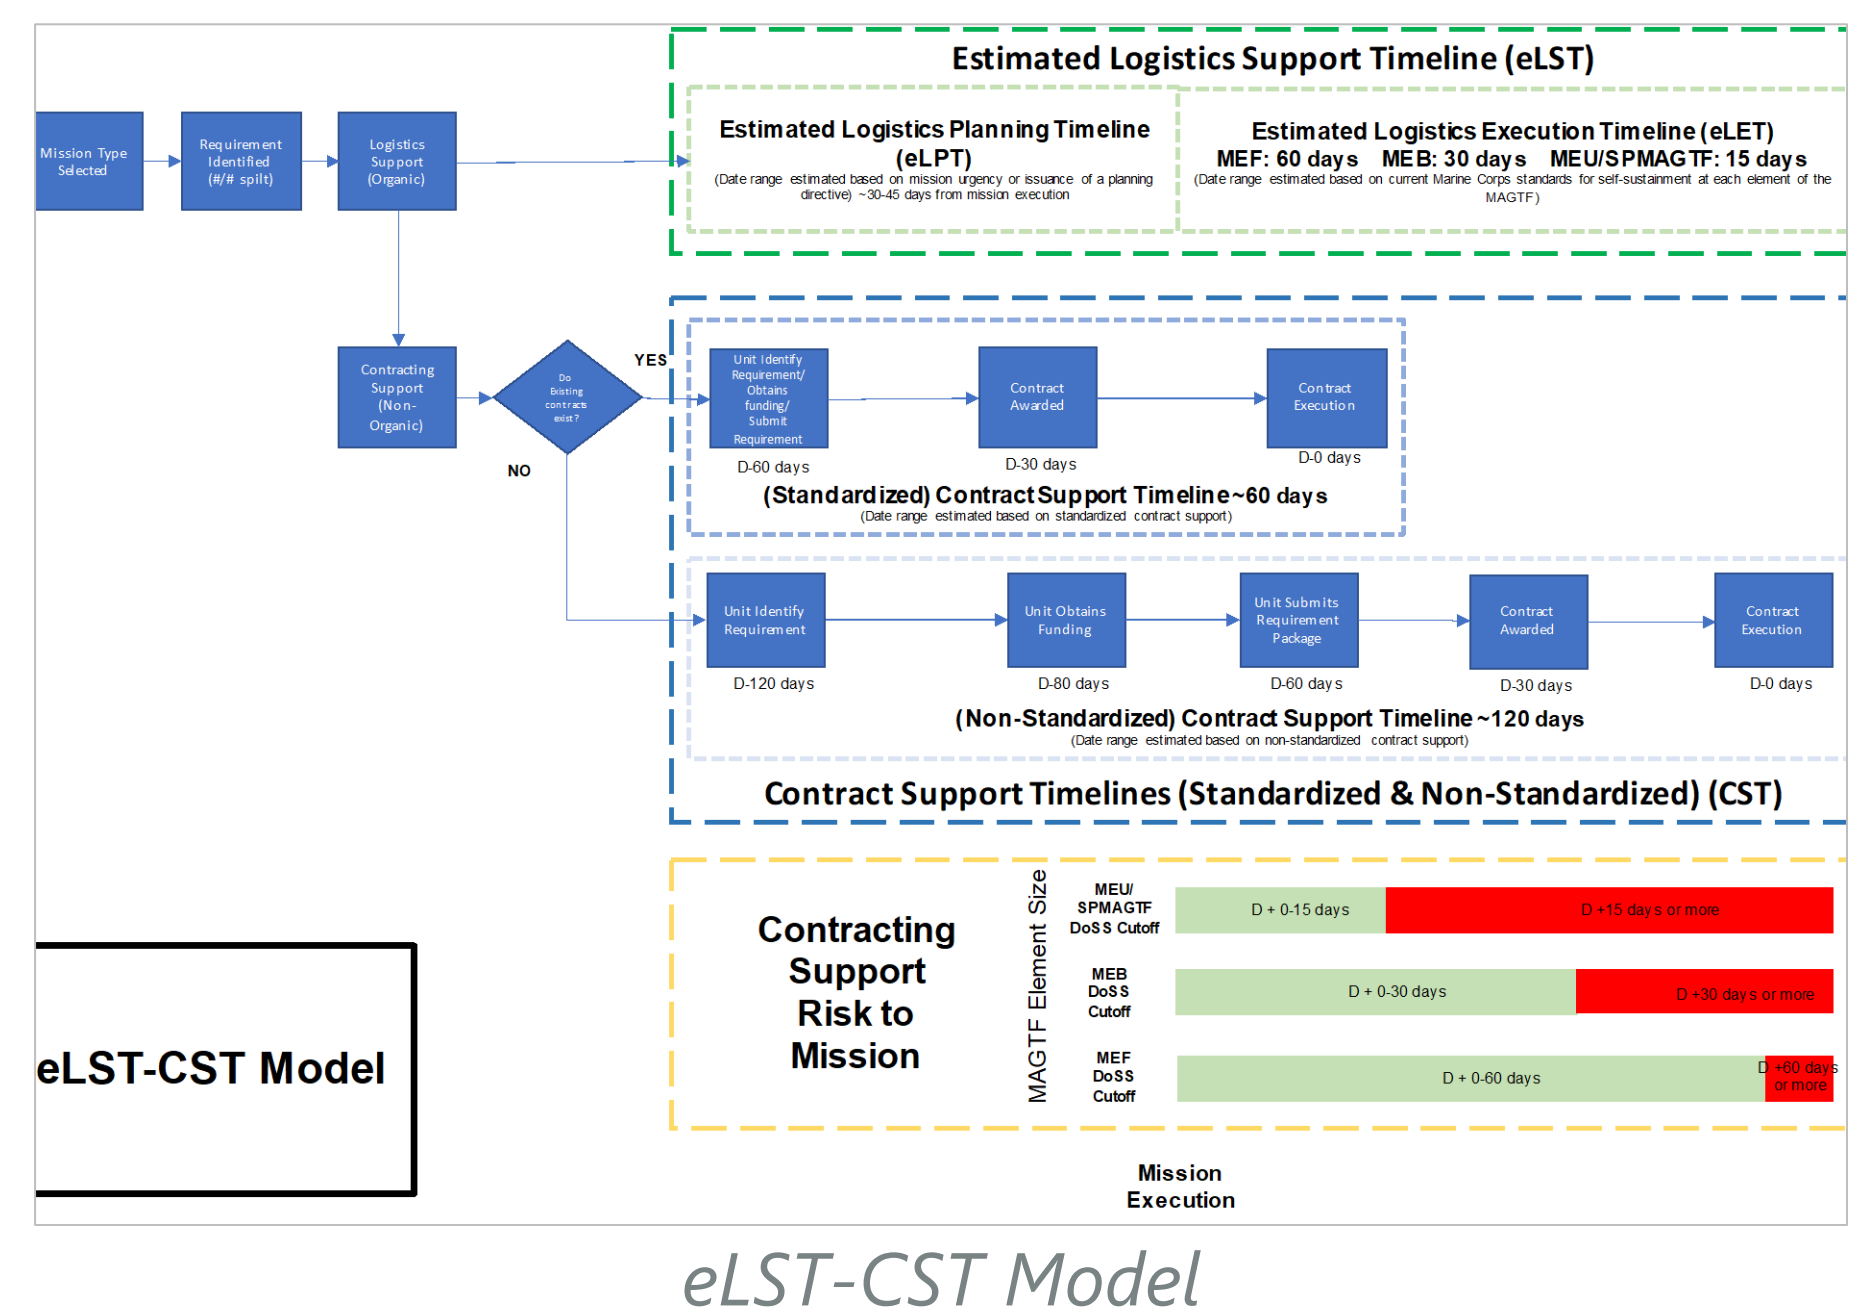 Estimated Logistics Support Timeline (eLST)
Mission Type
Selected
Requirement
Identified
(#/# spilt)
Logistics
Support
(Organic)
Estimated Logistics Planning Timeline
(eLPT)
(Date range estimated based on mission urgency or issuance of a planning
directive) ~30-45 days from mission execution
Estimated Logistics Execution Timeline (eLET)
MEF: 60 days MEB: 30 days MEU/SPMAGTF: 15 days
(Date range estimated based on current Marine Corps standards for self-sustainment at each element of the
MAGTF)
Contracting
Support
(Non-
Organic)
Do
Existing
contracts
exist?
YES
NO
Unit Identify
Requirement/
Obtains
funding/
Submit
Requirement
D-60 days
Contract
Awarded
D-30 days
Contract
Execution
D-0 days
(Standardized) Contract Support Timeline ~60 days
(Date range estimated based on standardized contract support)
Unit Identify
Requirement
D-120 days
Unit Obtains
Funding
D-80 days
Unit Submits
Requirement
Package
D-60 days
Contract
Awarded
D-30 days
Contract
Execution
D-0 days
(Non-Standardized) Contract Support Timeline ~120 days
(Date range estimated based on non-standardized contract support)
Contract Support Timelines (Standardized & Non-Standardized) (CST)
Contracting
Support
Risk to
Mission
MAGTF Element Size
MEU/
SPMAGTF
DoSS Cutoff
D + 0-15 days
D +15 days or more
MEB
DoSS
Cutoff
D + 0-30 days
D +30 days or more
MEF
DoSS
Cutoff
D + 0-60 days
D +60 days
or more
eLST-CST Model
Mission
Execution
eLST-CST Model